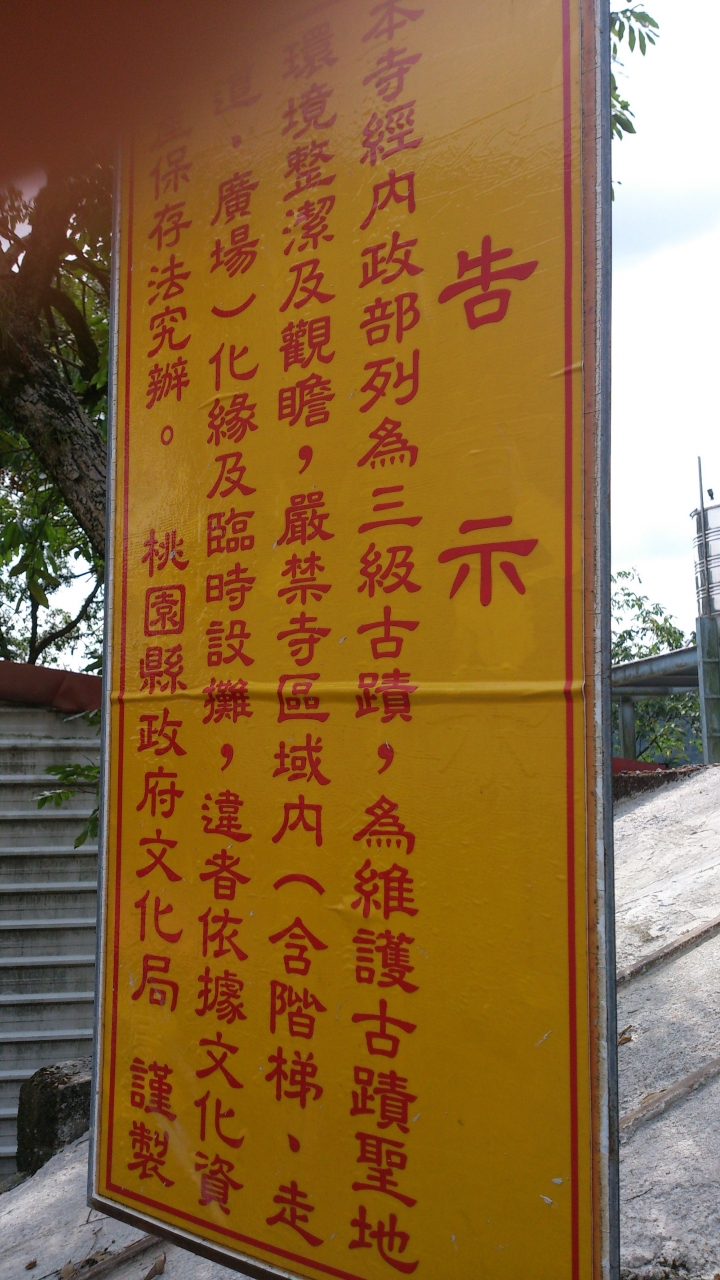 告示
本寺經內政部列為三級古蹟，為維護古蹟聖地
環境整潔及觀瞻，嚴禁寺區域內（含階梯、走
道、廣場）化緣及臨時設攤，違者依據文化資
產保存法究辦。 桃園縣政府文化局 謹製